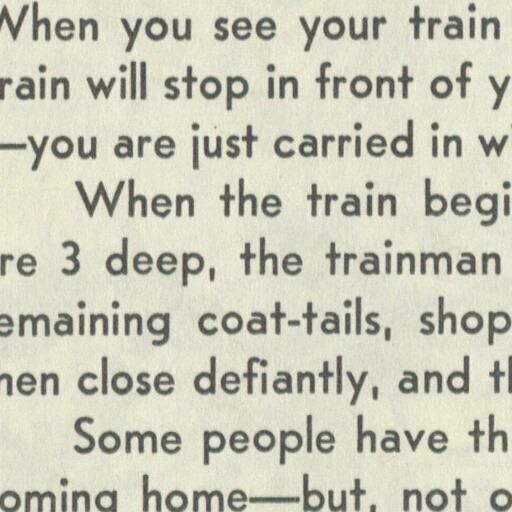 When you see your train
rain will stop in front of y
—you are just carried in wi
When the train begi
re 3 deep, the trainman
emaining coat-tails, shop
hen close defiantly, and th
Some people have th
oming home—but, not o